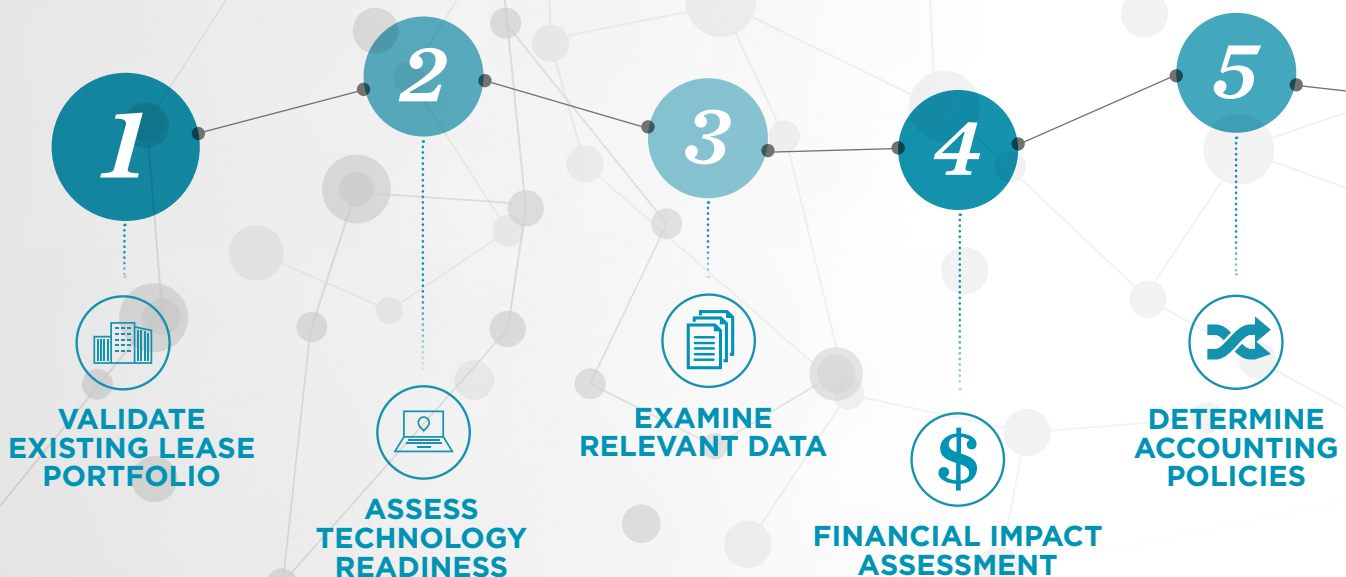 1
VALIDATE
EXISTING LEASE
PORTFOLIO
2
ASSESS
TECHNOLOGY
READINESS
3
EXAMINE
RELEVANT DATA
4
$
FINANCIAL IMPACT
ASSESSMENT
5
DETERMINE
ACCOUNTING
POLICIES